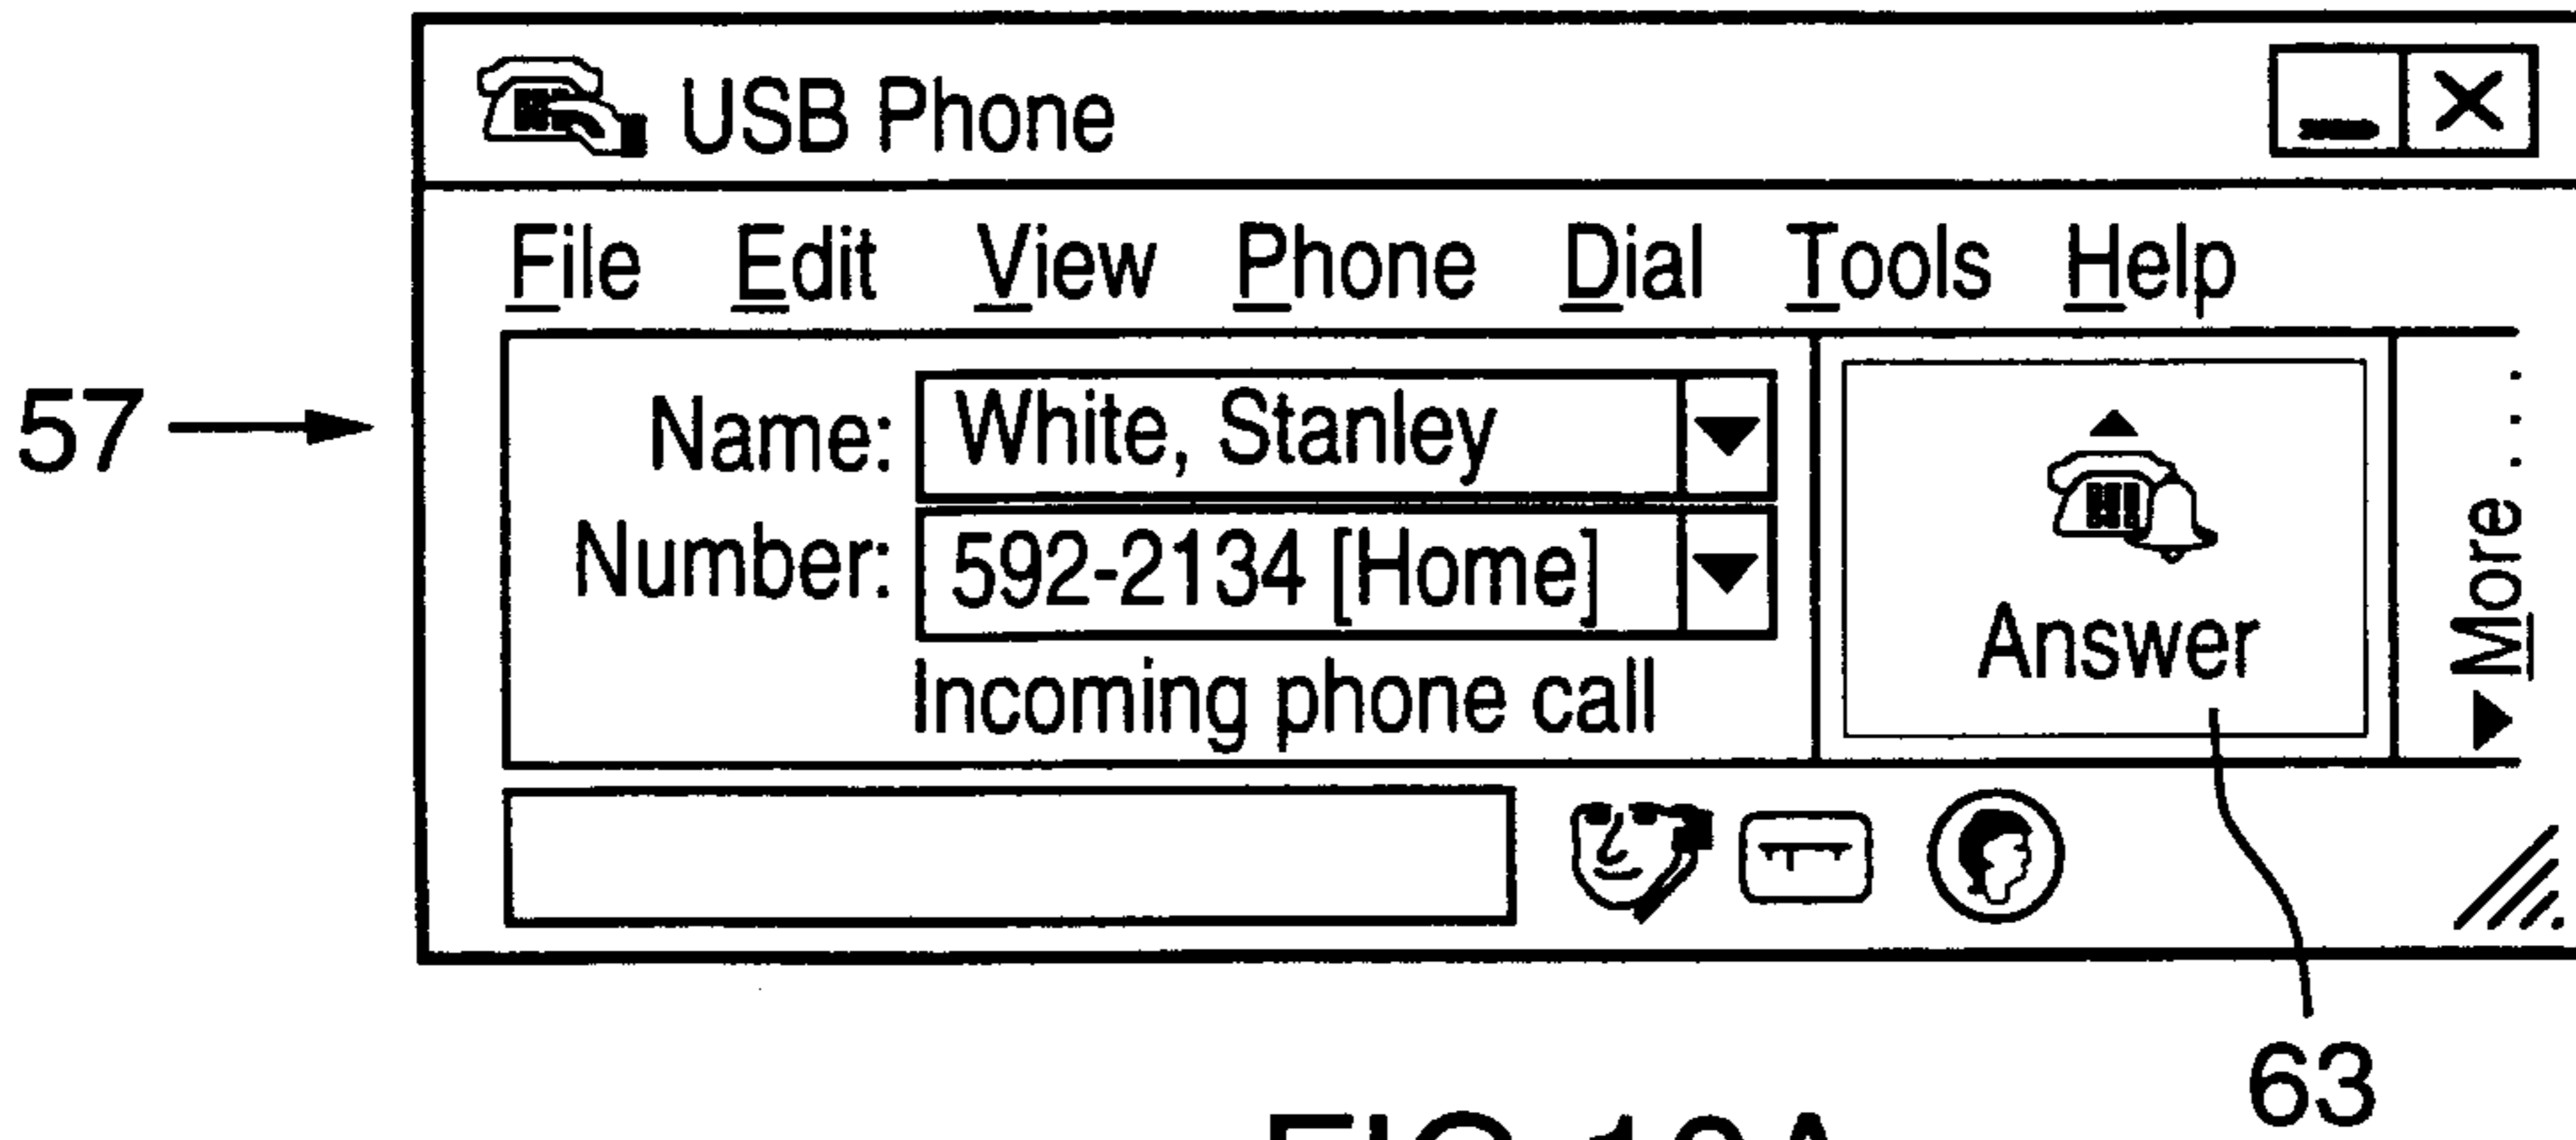 USB Phone
File Edit View Phone Dial Tools Help
57
Name: White, Stanley
Number: 592-2134 [Home]
Incoming phone call
Answer
More ...
63